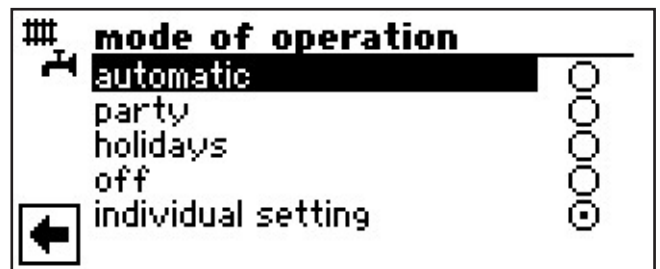 mode of operation
automatic
party
holidays
off
individual setting